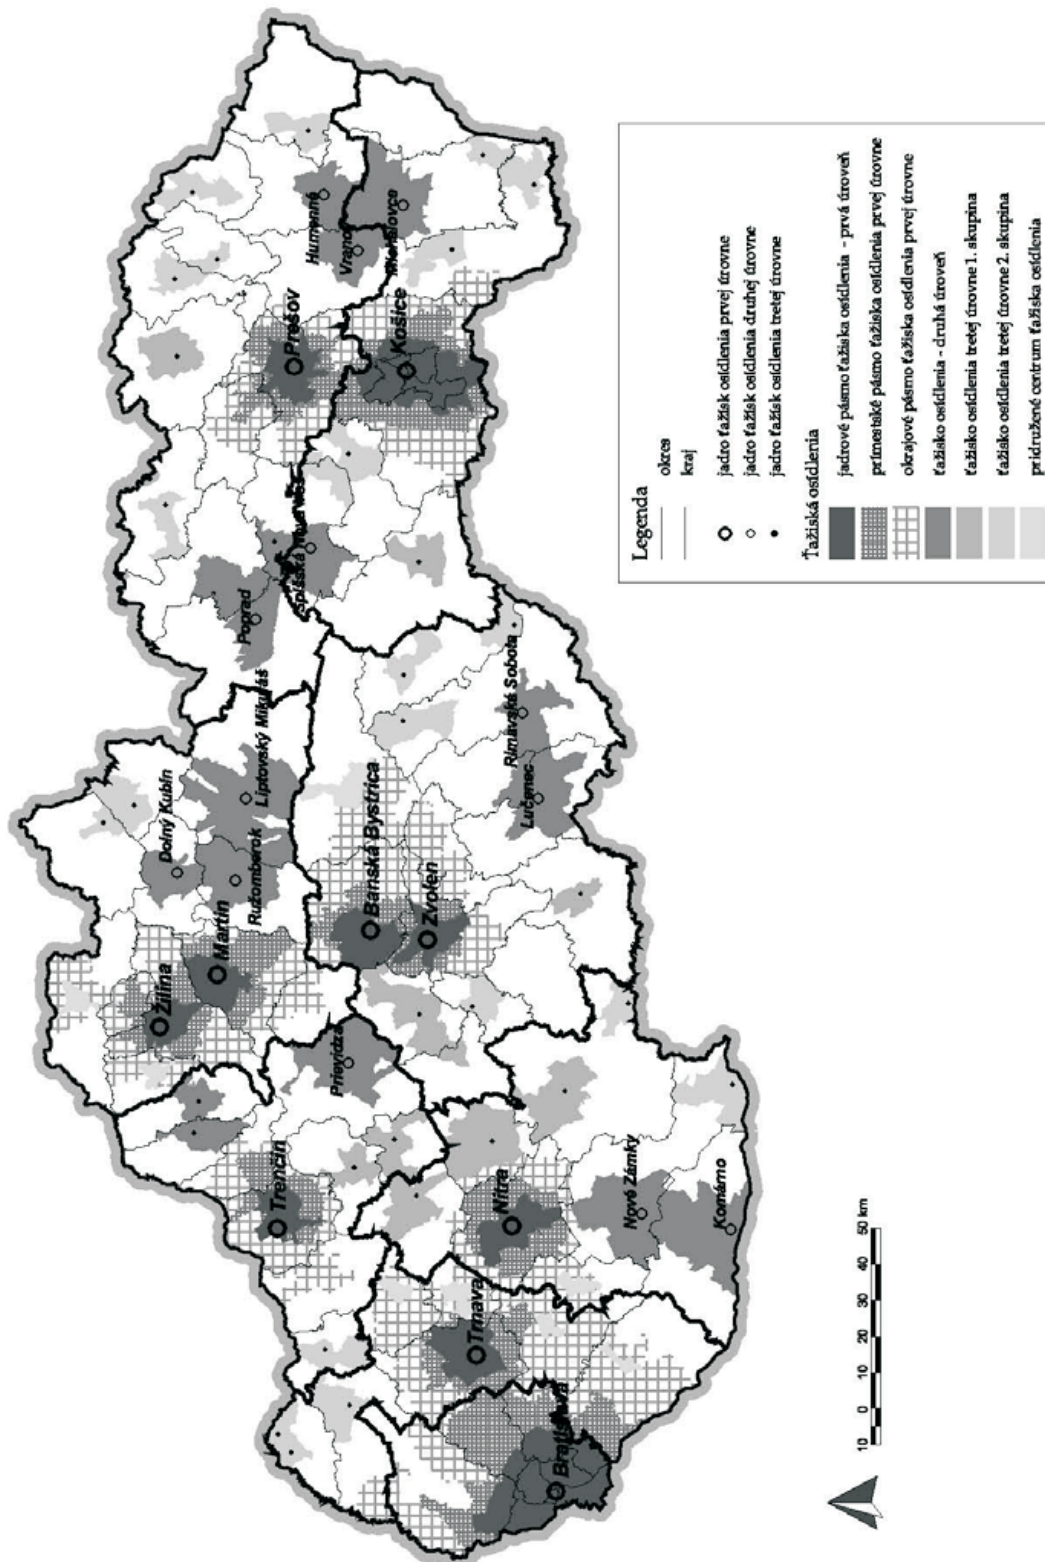 Humenné
Vranov
Michalovce
Prešov
Košice
Poprad
Spišská Nová Ves
Dolný Kubín
Liptovský Mikuláš
Ružomberok
Rimavská Sobota
Lučenec
Banská Bystrica
Zvolen
Žilina
Martin
Prievidza
Trenčín
Nitra
Nové Zámky
Komárno
Trnava
Bratislava
10 0 10 20 30 40 50 km
Legenda
okres
kraj
jadro ťažísk osídlenia prvej úrovne
jadro ťažísk osídlenia druhej úrovne
jadro ťažísk osídlenia tretej úrovne
Ťažiská osídlenia
jadrové pásmo ťažiska osídlenia - prvá úroveň
prímestské pásmo ťažiska osídlenia prvej úrovne
okrajové pásmo ťažiska osídlenia prvej úrovne
ťažisko osídlenia - druhá úroveň
ťažisko osídlenia tretej úrovne 1. skupina
ťažisko osídlenia tretej úrovne 2. skupina
pridružené centrum ťažiska osídlenia